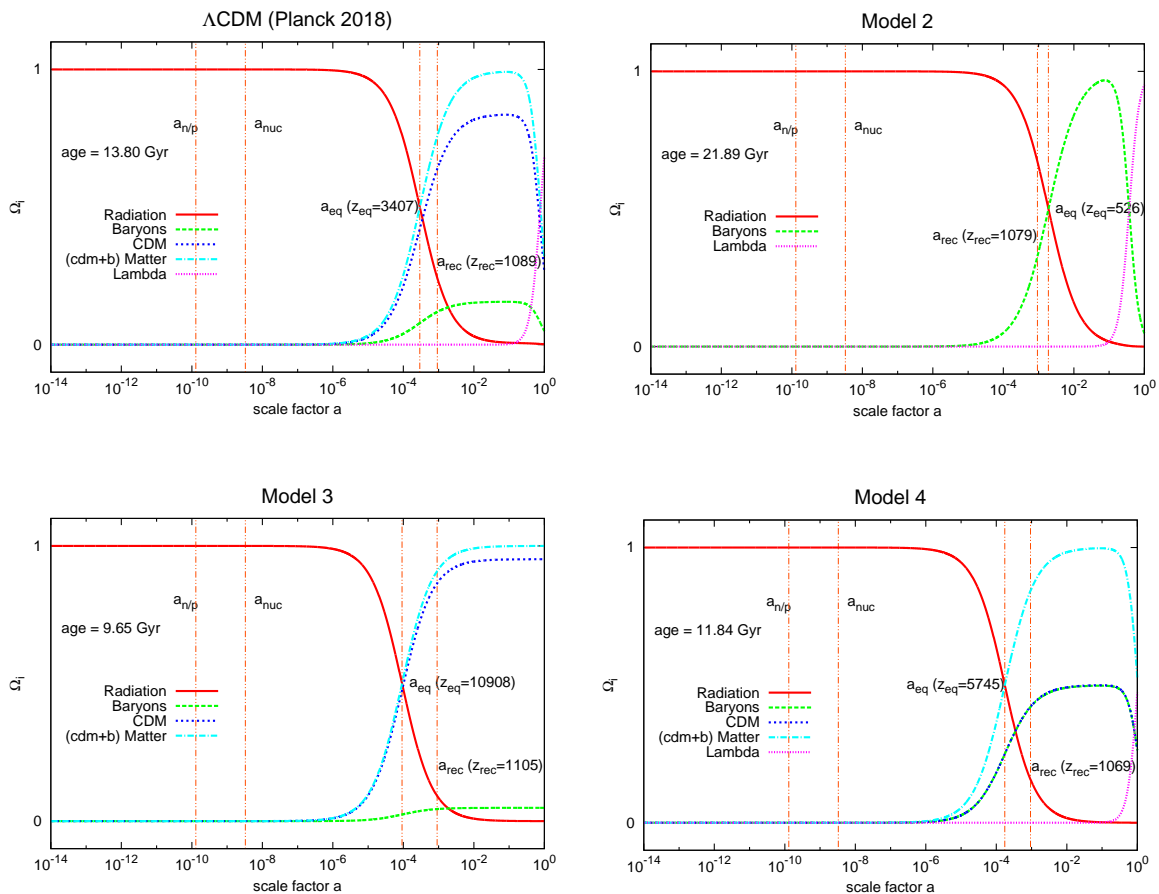 ΛCDM (Planck 2018)
1
a_n/p
a_nuc
age = 13.80 Gyr
Ω_i
a_eq (z_eq=3407)
Radiation
Baryons
CDM
(cdm+b) Matter
Lambda
a_rec (z_rec=1089)
0
10^-14 10^-12 10^-10 10^-8 10^-6 10^-4 10^-2 10^0
scale factor a
Model 2
1
a_n/p
a_nuc
age = 21.89 Gyr
Ω_i
a_eq (z_eq=526)
Radiation
Baryons
Lambda
a_rec (z_rec=1079)
0
10^-14 10^-12 10^-10 10^-8 10^-6 10^-4 10^-2 10^0
scale factor a
Model 3
1
a_n/p
a_nuc
age = 9.65 Gyr
Ω_i
a_eq (z_eq=10908)
Radiation
Baryons
CDM
(cdm+b) Matter
a_rec (z_rec=1105)
0
10^-14 10^-12 10^-10 10^-8 10^-6 10^-4 10^-2 10^0
scale factor a
Model 4
1
a_n/p
a_nuc
age = 11.84 Gyr
Ω_i
a_eq (z_eq=5745)
Radiation
Baryons
CDM
(cdm+b) Matter
Lambda
a_rec (z_rec=1069)
0
10^-14 10^-12 10^-10 10^-8 10^-6 10^-4 10^-2 10^0
scale factor a